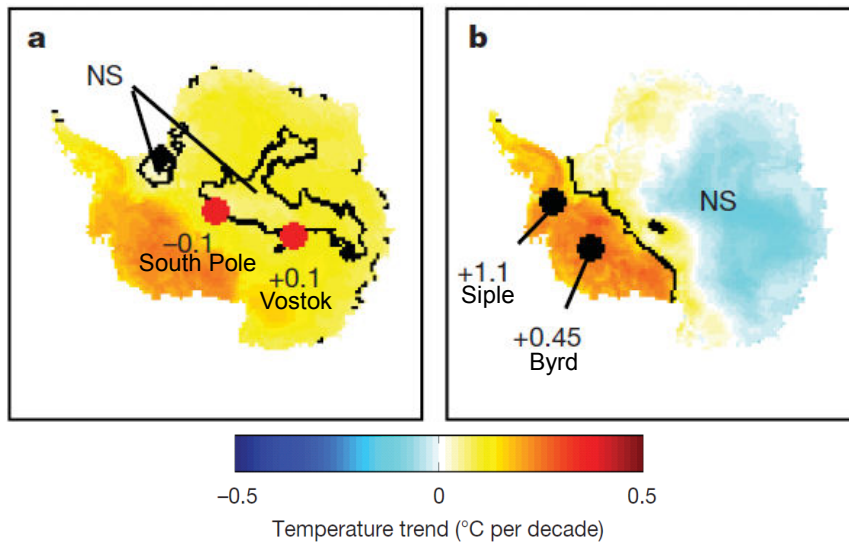 a
NS
–0.1
South Pole
+0.1
Vostok
b
NS
+1.1
Siple
+0.45
Byrd
–0.5
0
0.5
Temperature trend (°C per decade)